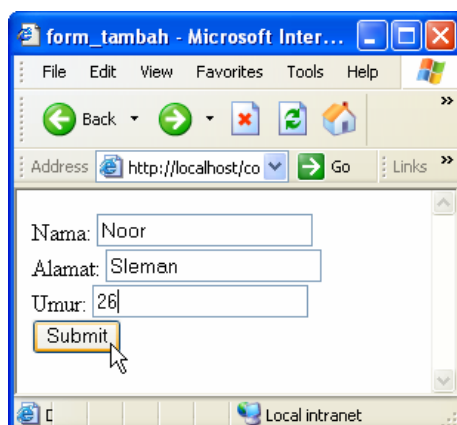 form_tambah - Microsoft Inter...
File Edit View Favorites Tools Help
Back
Address http://localhost/co Go Links
Nama: Noor
Alamat: Sleman
Umur: 26
Submit
Local intranet